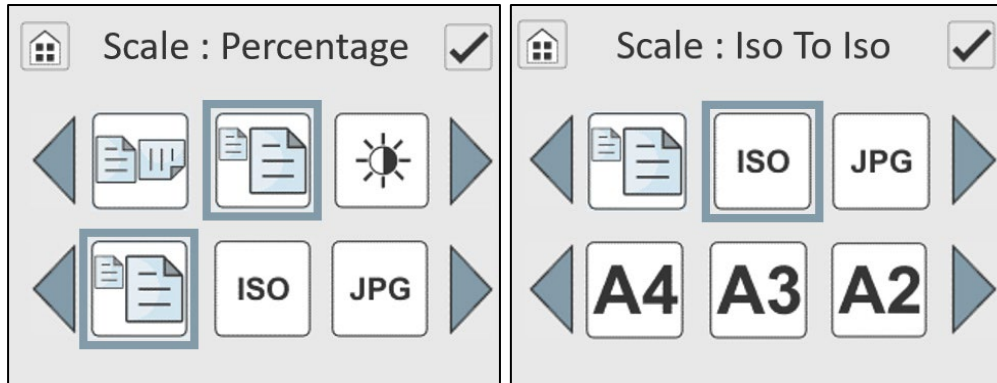 Scale : Percentage
ISO JPG
Scale : Iso To Iso
ISO JPG
A4 A3 A2